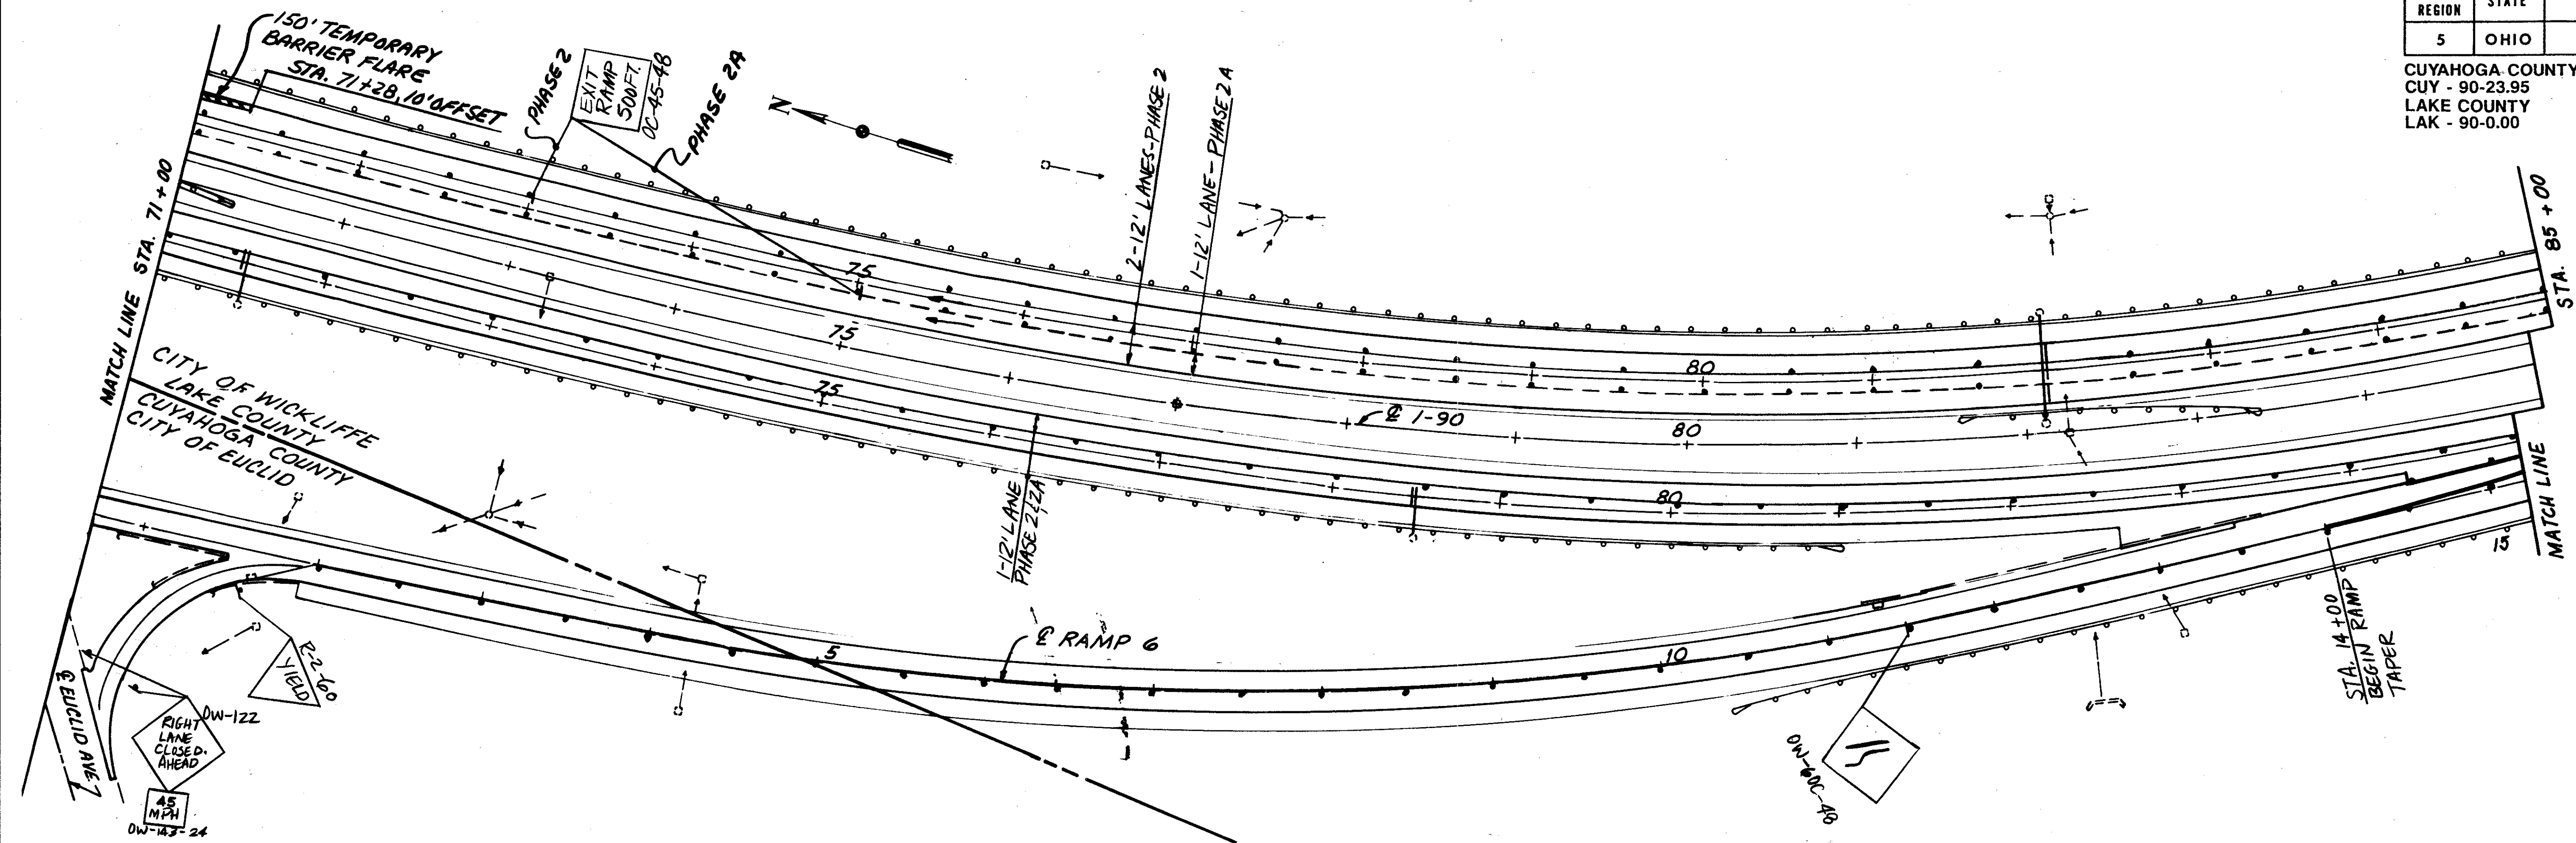 150' TEMPORARY
BARRIER FLARE
STA. 71+28, 10' OFFSET
PHASE 2
EXIT
RAMP
500FT.
OC-45-48
PHASE 2A
N
2-12' LANES-PHASE 2
1-12' LANE-PHASE 2A
REGION
STATE
5
OHIO
CUYAHOGA COUNTY
CUY - 90-23.95
LAKE COUNTY
LAK - 90-0.00
MATCH LINE STA. 71+00
75
75
75
80
80
80
℄ I-90
STA. 85+00
MATCH LINE
CITY OF WICKLIFFE
LAKE COUNTY
CUYAHOGA COUNTY
CITY OF EUCLID
1-12' LANE
PHASE 2&2A
℄ RAMP 6
5
10
15
STA. 14+00
BEGIN RAMP
TAPER
R-2-60
YIELD
OW-122
RIGHT
LANE
CLOSED.
AHEAD
45
MPH
OW-143-24
℄ EUCLID AVE
OW-60C-48